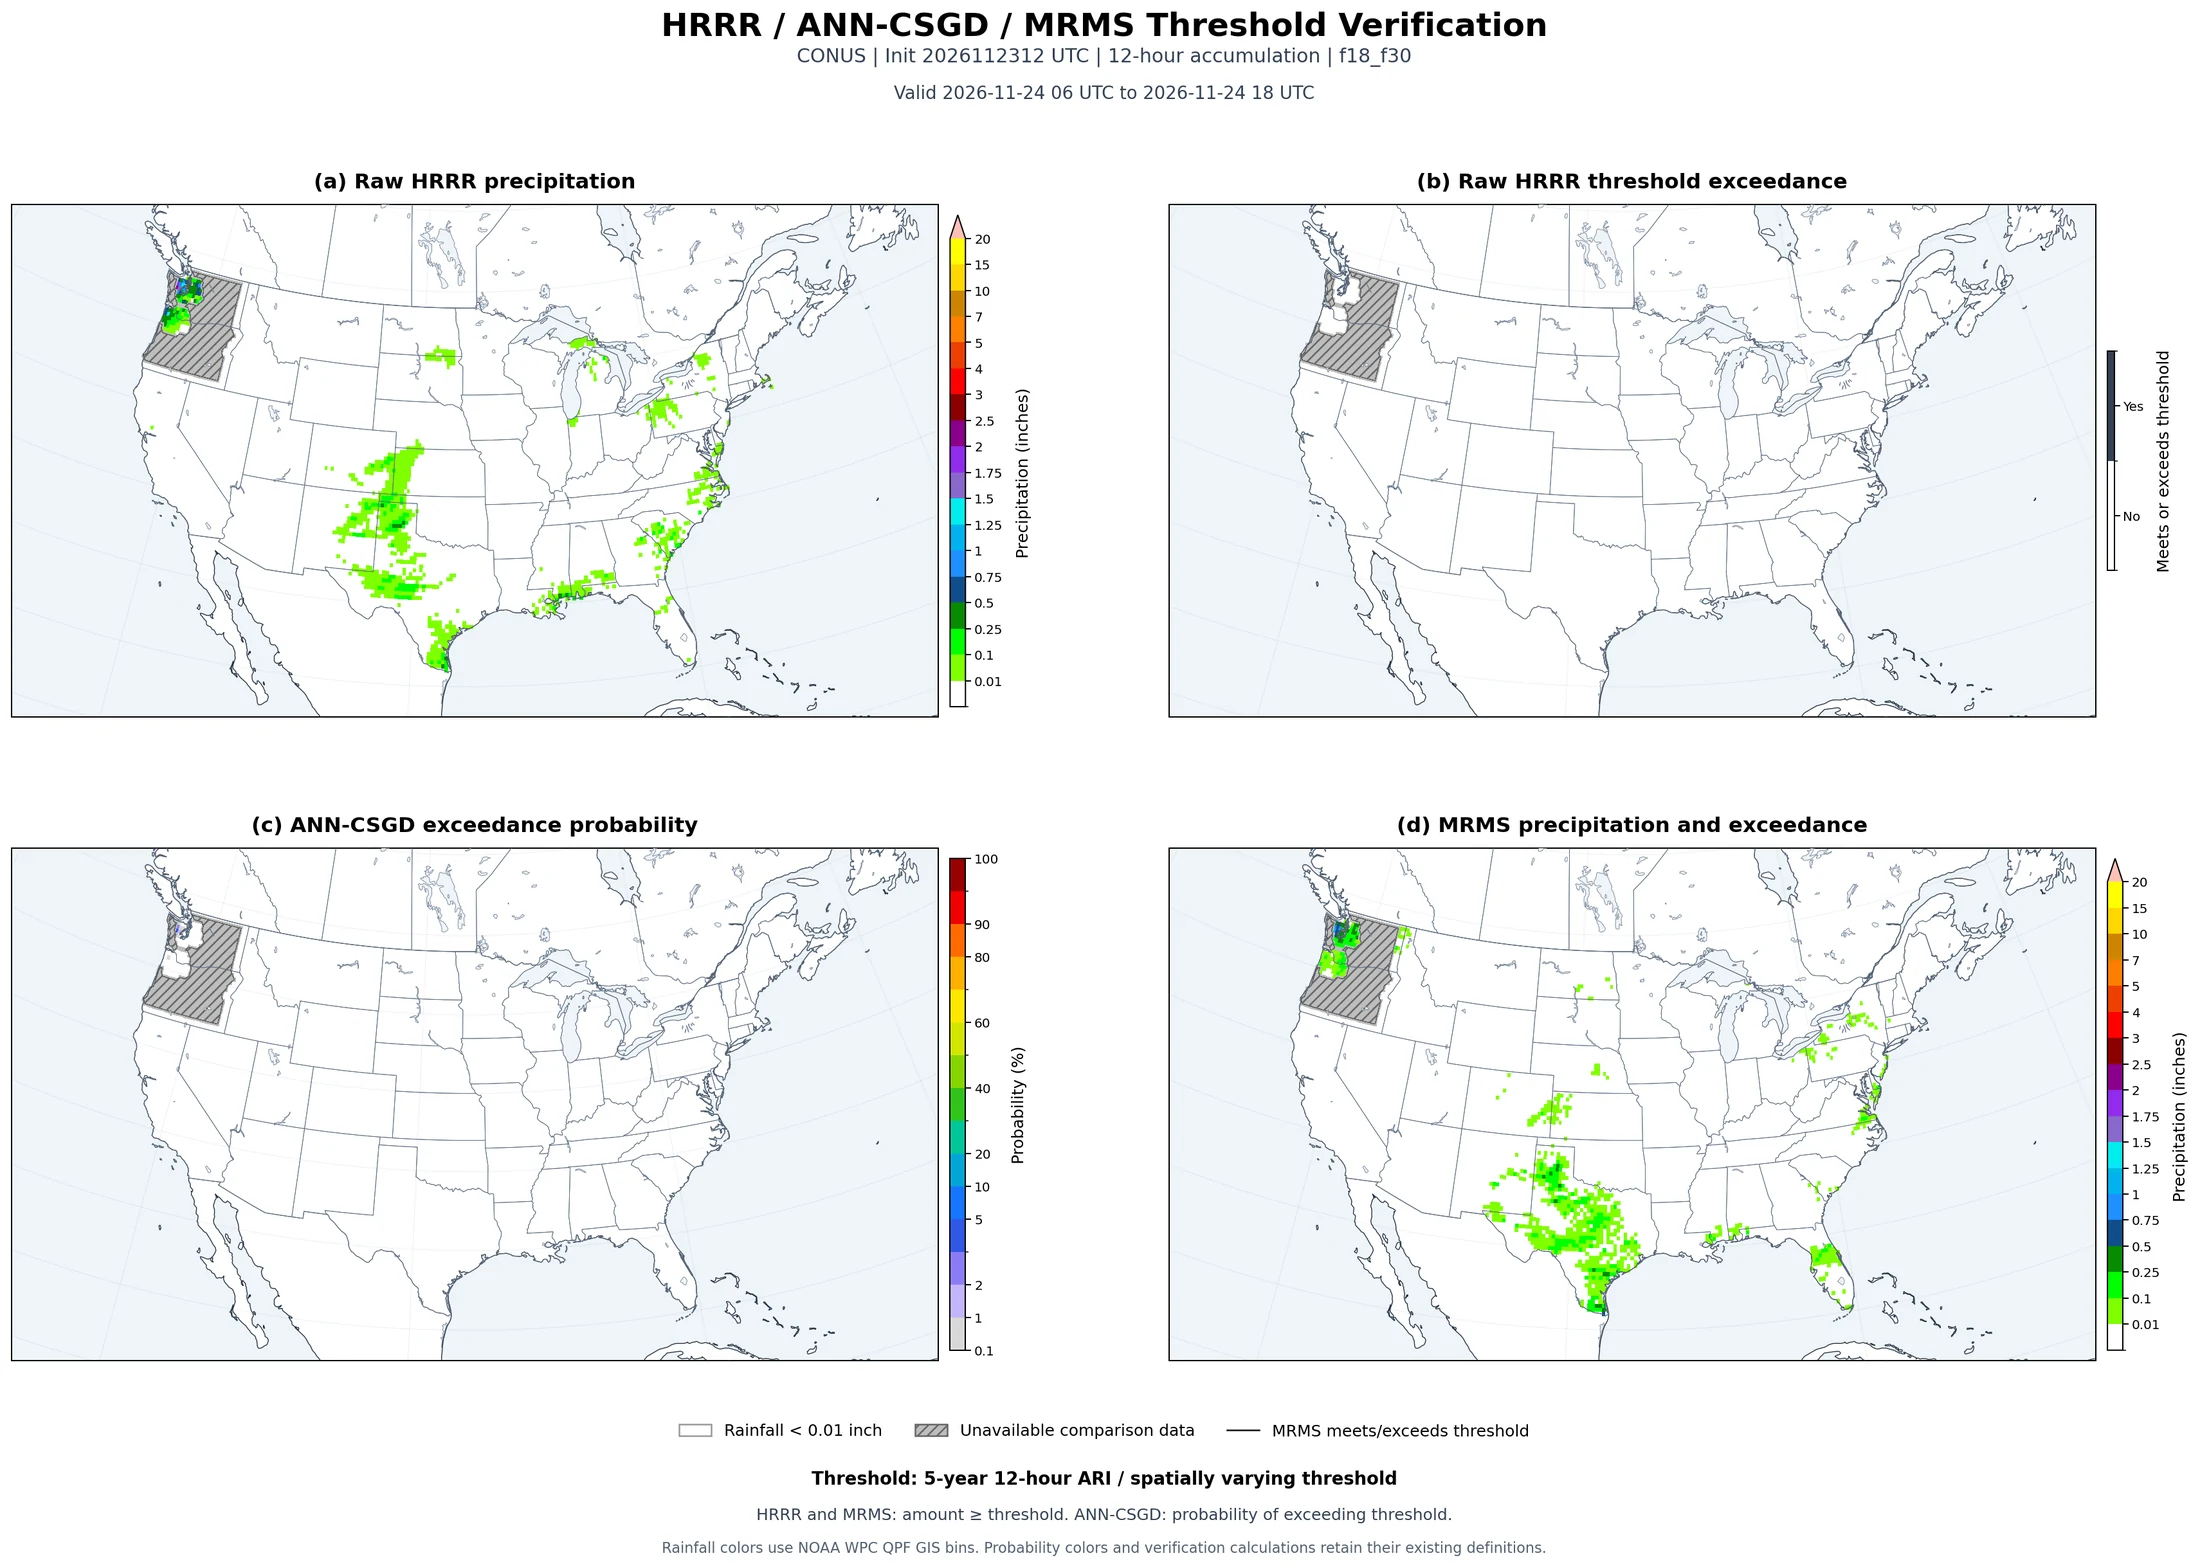 HRRR / ANN-CSGD / MRMS Threshold Verification
CONUS | Init 2026112312 UTC | 12-hour accumulation | f18_f30
Valid 2026-11-24 06 UTC to 2026-11-24 18 UTC
(a) Raw HRRR precipitation
20
15
10
7
5
4
3
2.5
2
1.75
1.5
1.25
1
0.75
0.5
0.25
0.1
0.01
Precipitation (inches)
(b) Raw HRRR threshold exceedance
Yes
No
Meets or exceeds threshold
(c) ANN-CSGD exceedance probability
100
90
80
60
40
20
10
5
2
1
0.1
Probability (%)
(d) MRMS precipitation and exceedance
20
15
10
7
5
4
3
2.5
2
1.75
1.5
1.25
1
0.75
0.5
0.25
0.1
0.01
Precipitation (inches)
Rainfall < 0.01 inch
Unavailable comparison data
MRMS meets/exceeds threshold
Threshold: 5-year 12-hour ARI / spatially varying threshold
HRRR and MRMS: amount ≥ threshold. ANN-CSGD: probability of exceeding threshold.
Rainfall colors use NOAA WPC QPF GIS bins. Probability colors and verification calculations retain their existing definitions.